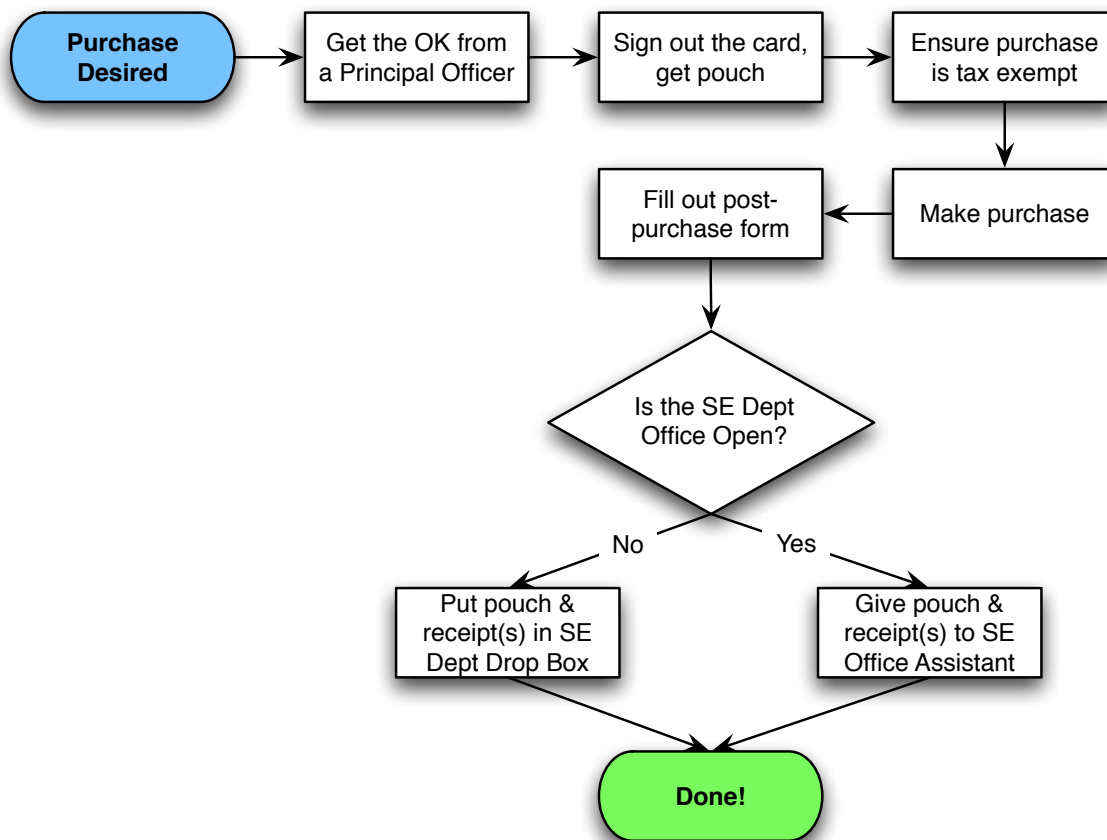 Purchase
Desired
Get the OK from
a Principal Officer
Sign out the card,
get pouch
Ensure purchase
is tax exempt
Make purchase
Fill out post-
purchase form
Is the SE Dept
Office Open?
No
Yes
Put pouch &
receipt(s) in SE
Dept Drop Box
Give pouch &
receipt(s) to SE
Office Assistant
Done!